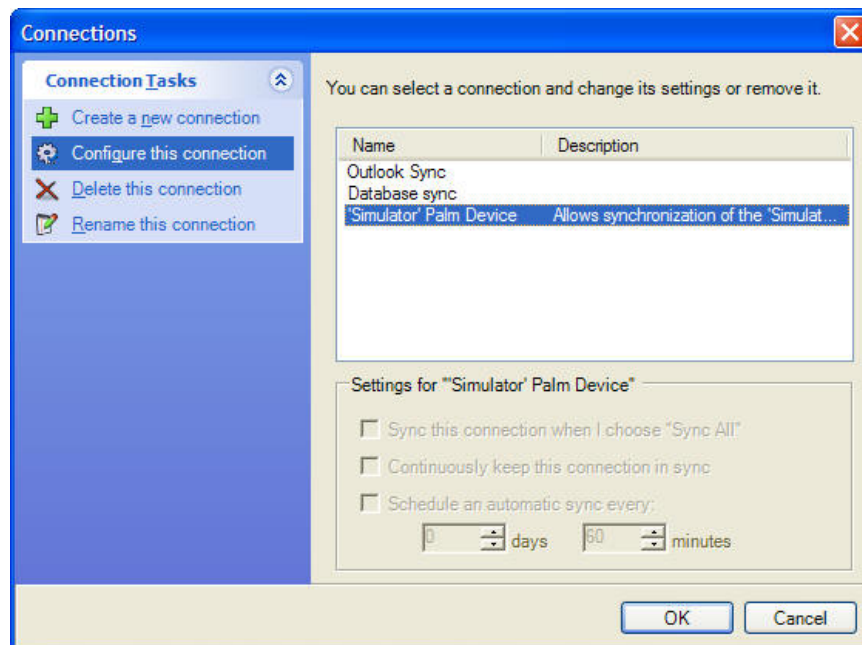 Connections
Connection Tasks
Create a new connection
Configure this connection
Delete this connection
Rename this connection
You can select a connection and change its settings or remove it.
Name Description
Outlook Sync
Database sync
'Simulator' Palm Device Allows synchronization of the 'Simulat...
Settings for "'Simulator' Palm Device"
Sync this connection when I choose "Sync All"
Continuously keep this connection in sync
Schedule an automatic sync every:
0 days 60 minutes
OK Cancel